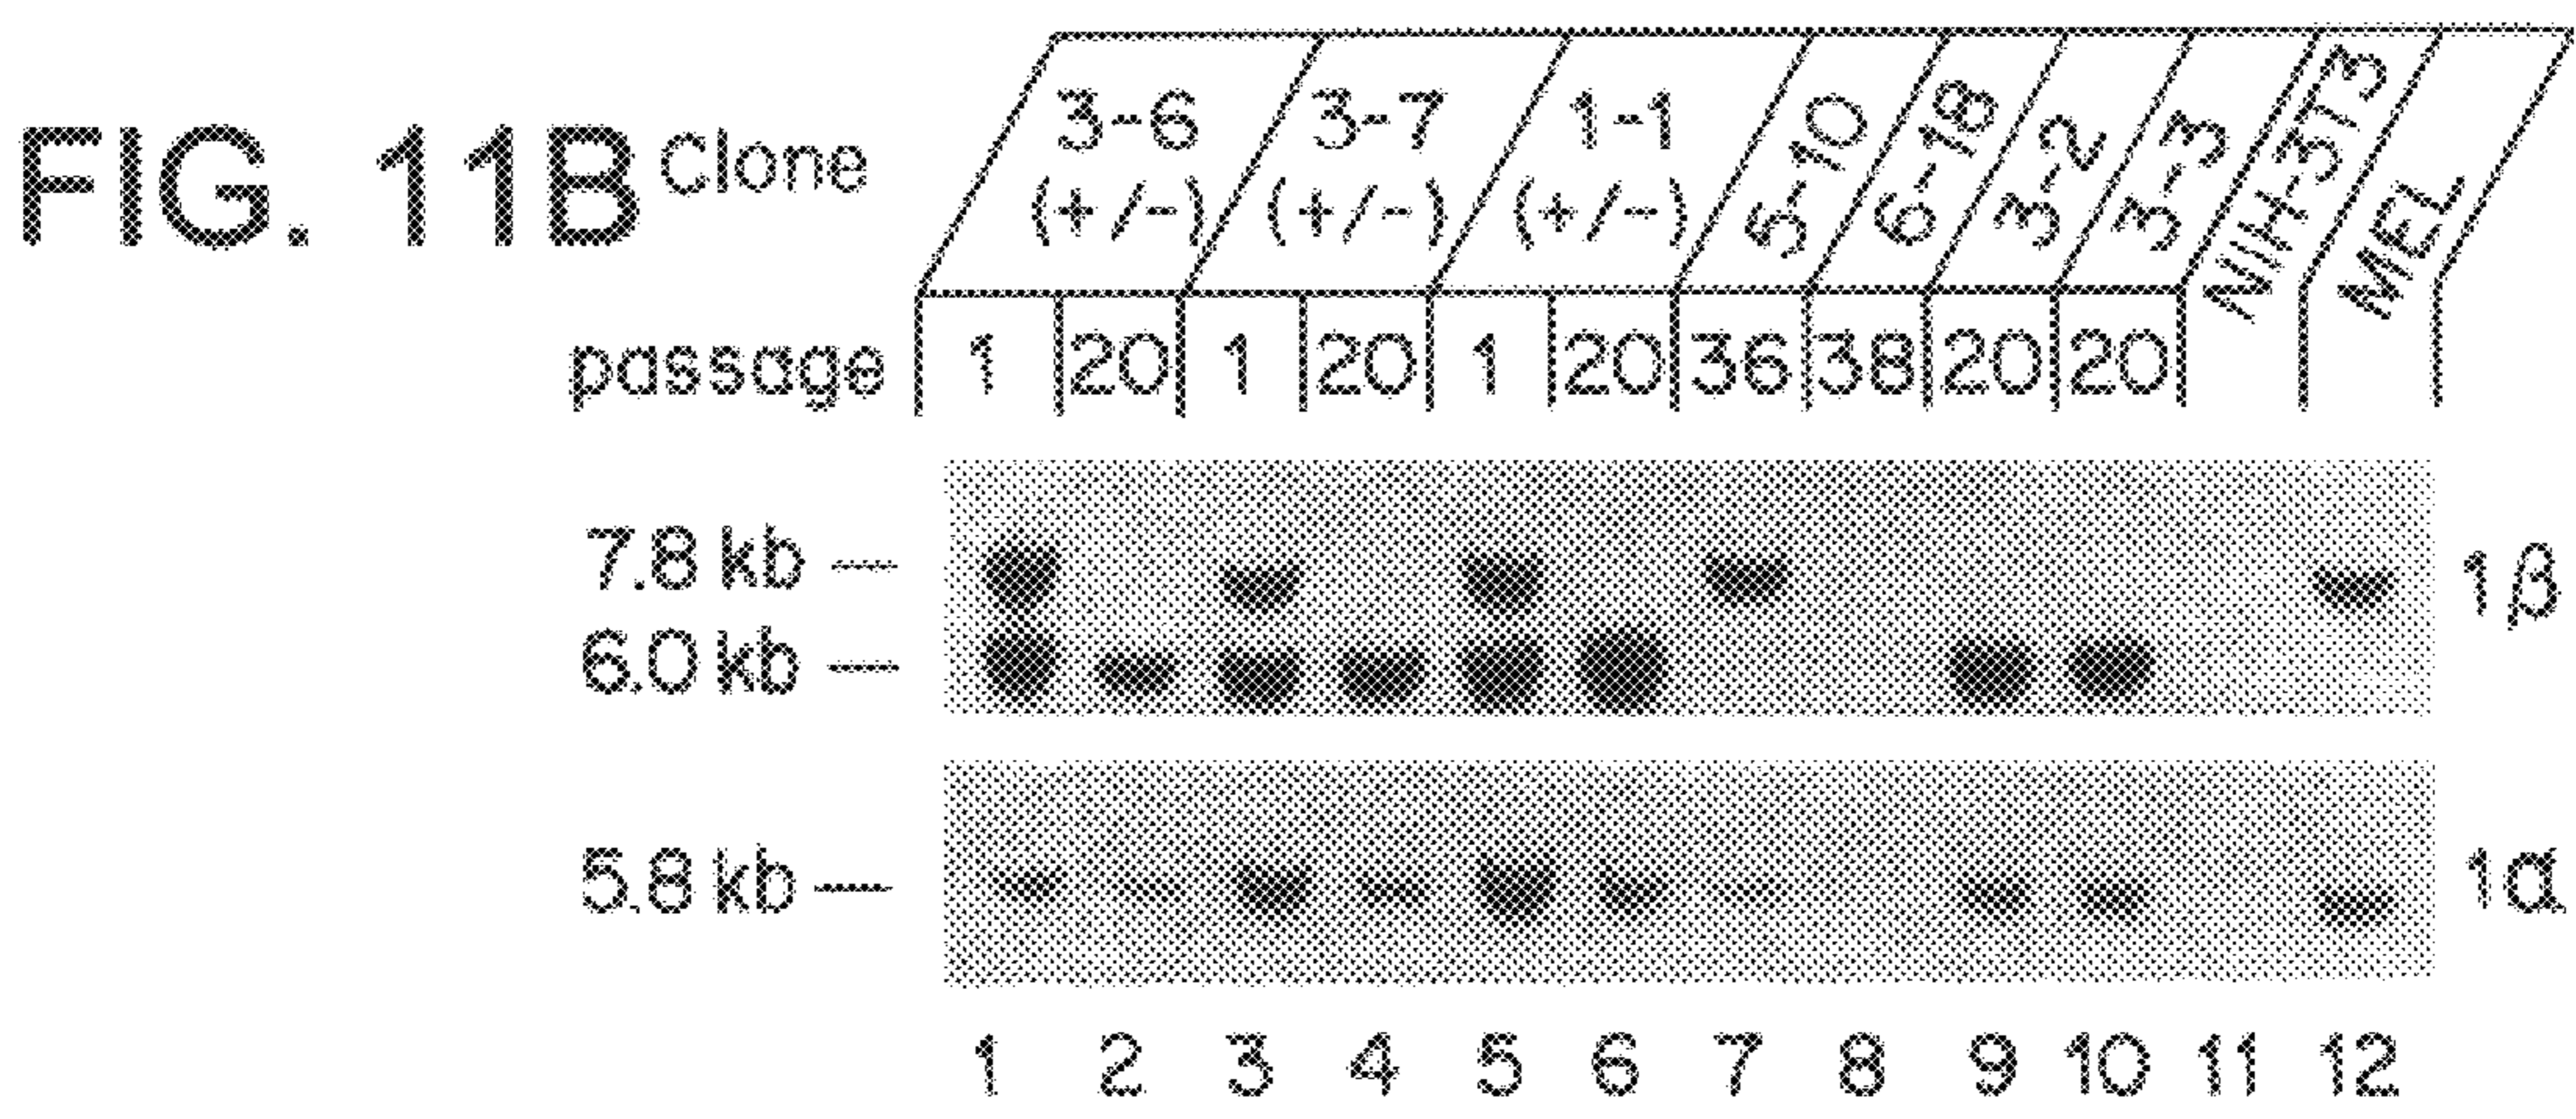 FIG. 11B
Clone 3-6 3-7 1-1 5-10 6-18 3-2 3-3 NIH-3T3 MEL
(+/-) (+/-) (+/-)
passage 1 20 1 20 1 20 36 38 20 20
7.8 kb — 1β
6.0 kb —
5.8 kb — 1α
1 2 3 4 5 6 7 8 9 10 11 12